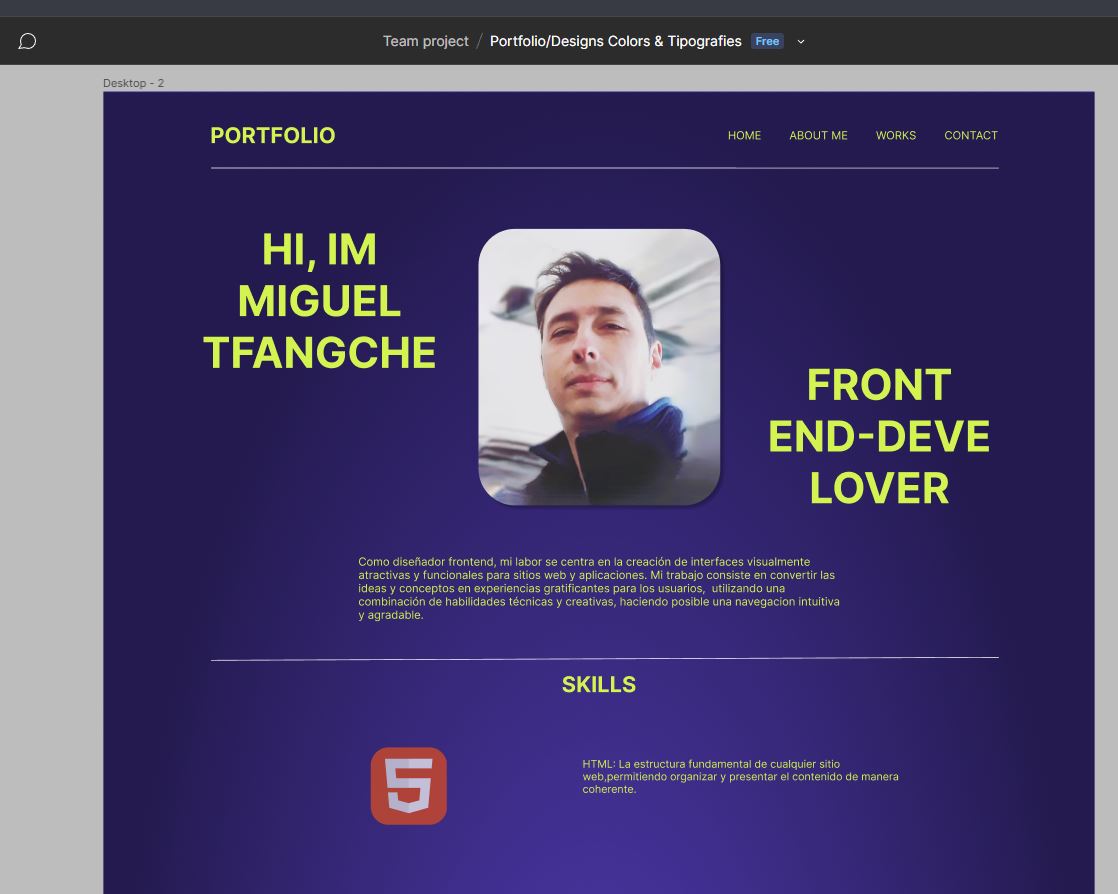 Team project / Portfolio/Designs Colors & Tipografies Free
Desktop - 2
PORTFOLIO
HOME ABOUT ME WORKS CONTACT
HI, IM
MIGUEL
TFANGCHE
FRONT
END-DEVE
LOVER
Como diseñador frontend, mi labor se centra en la creación de interfaces visualmente
atractivas y funcionales para sitios web y aplicaciones. Mi trabajo consiste en convertir las
ideas y conceptos en experiencias gratificantes para los usuarios,  utilizando una
combinación de habilidades técnicas y creativas, haciendo posible una navegacion intuitiva
y agradable.
SKILLS
5
HTML: La estructura fundamental de cualquier sitio
web,permitiendo organizar y presentar el contenido de manera
coherente.